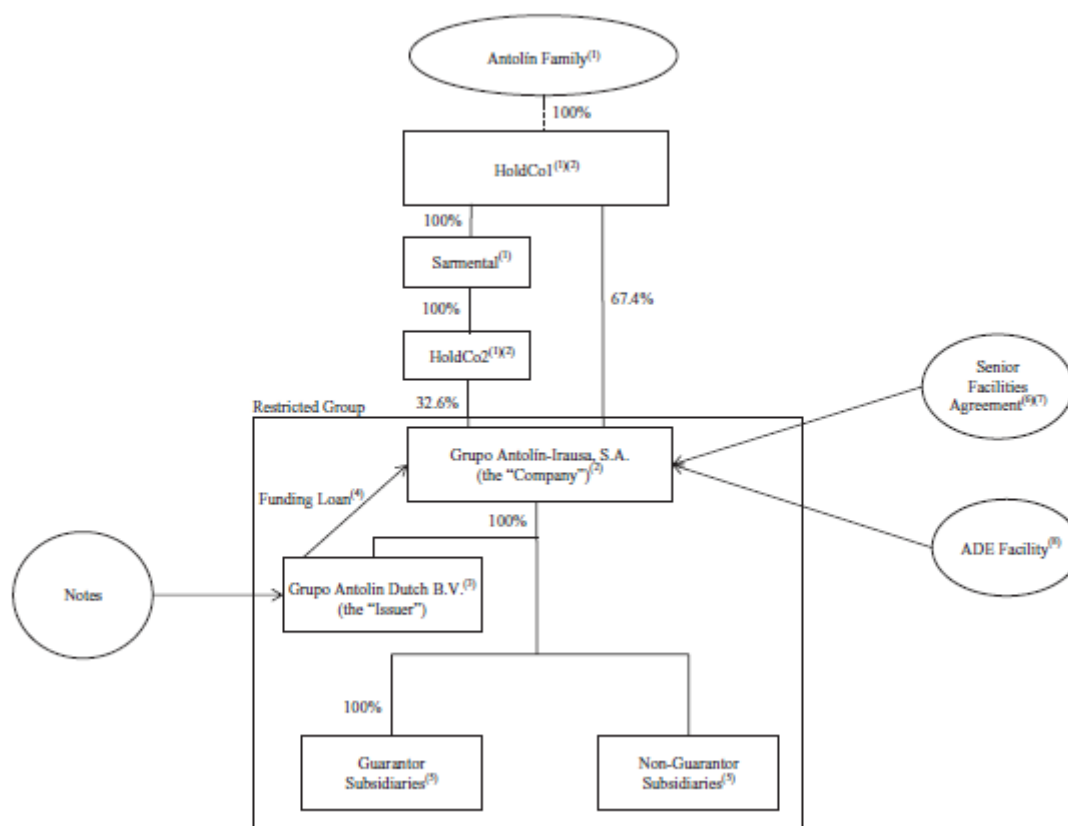 Antolín Family(1)
100%
HoldCo1(1)(2)
100%
Sarmental(1)
67.4%
100%
HoldCo2(1)(2)
32.6%
Senior
Facilities
Agreement(6)(7)
Restricted Group
Grupo Antolín-Irausa, S.A.
(the “Company”)(2)
Funding Loan(4)
100%
ADE Facility(8)
Notes
Grupo Antolin Dutch B.V.(3)
(the “Issuer”)
100%
Guarantor
Subsidiaries(5)
Non-Guarantor
Subsidiaries(5)